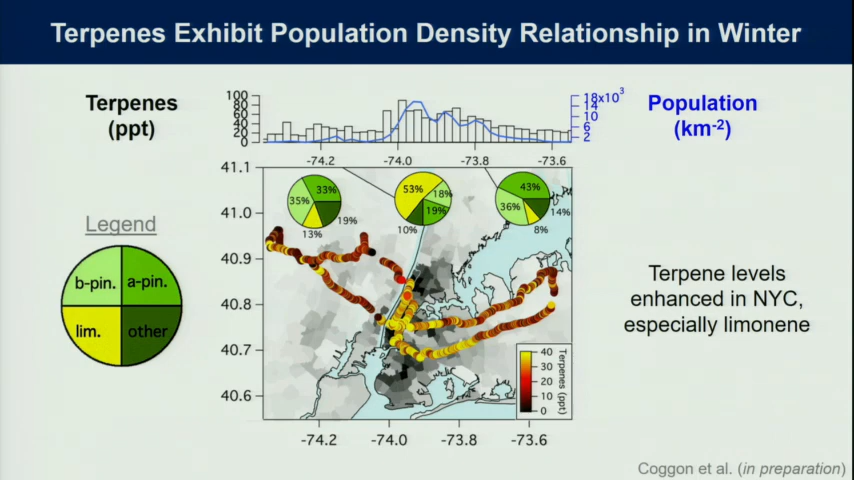 Terpenes Exhibit Population Density Relationship in Winter
Terpenes
(ppt)
100
80
60
40
20
0
18x10³
14
10
6
2
Population
(km⁻²)
-74.2
-74.0
-73.8
-73.6
41.1
41.0
40.9
40.8
40.7
40.6
33%
35%
19%
13%
53%
18%
19%
10%
43%
36%
14%
8%
Legend
b-pin.
a-pin.
lim.
other
Terpene levels
enhanced in NYC,
especially limonene
40
30
20
10
0
Terpenes (ppt)
-74.2
-74.0
-73.8
-73.6
Coggon et al. (in preparation)